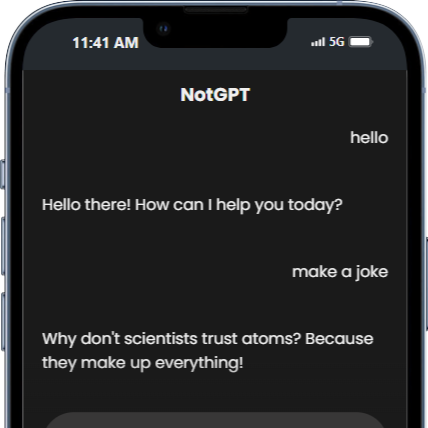 11:41 AM 5G
NotGPT
hello
Hello there! How can I help you today?
make a joke
Why don't scientists trust atoms? Because
they make up everything!